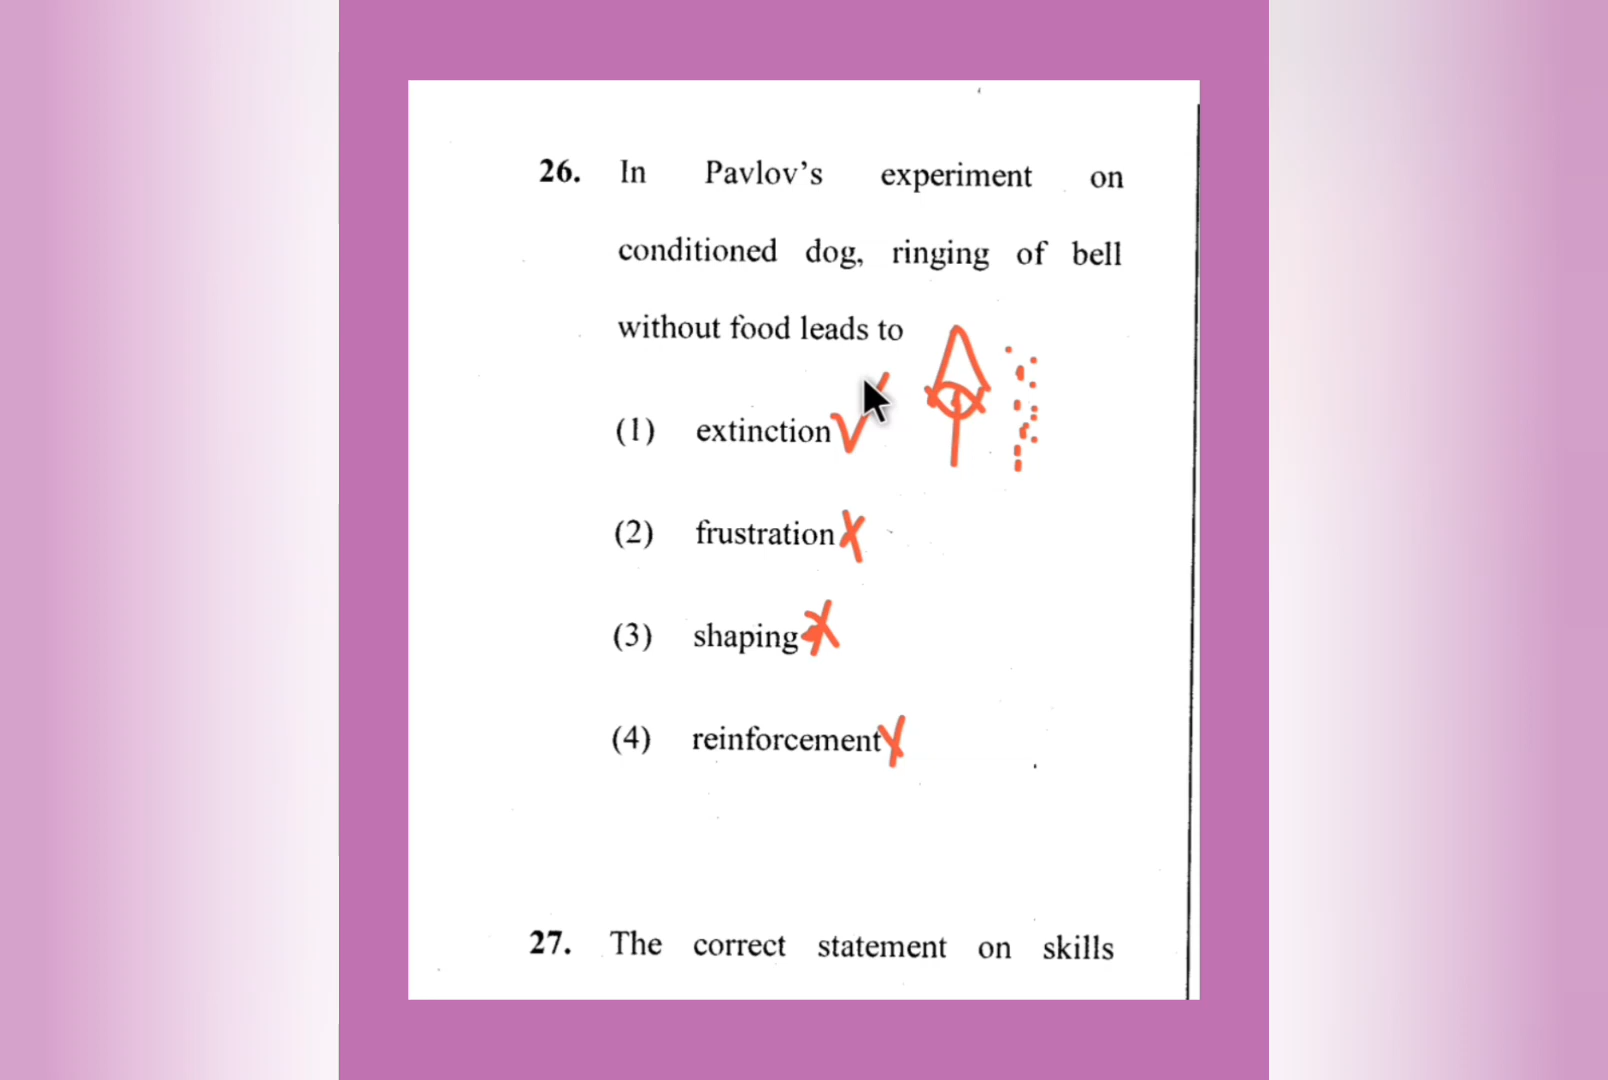 26. In Pavlov's experiment on
conditioned dog, ringing of bell
without food leads to
(1) extinction
(2) frustration
(3) shaping
(4) reinforcement
27. The correct statement on skills